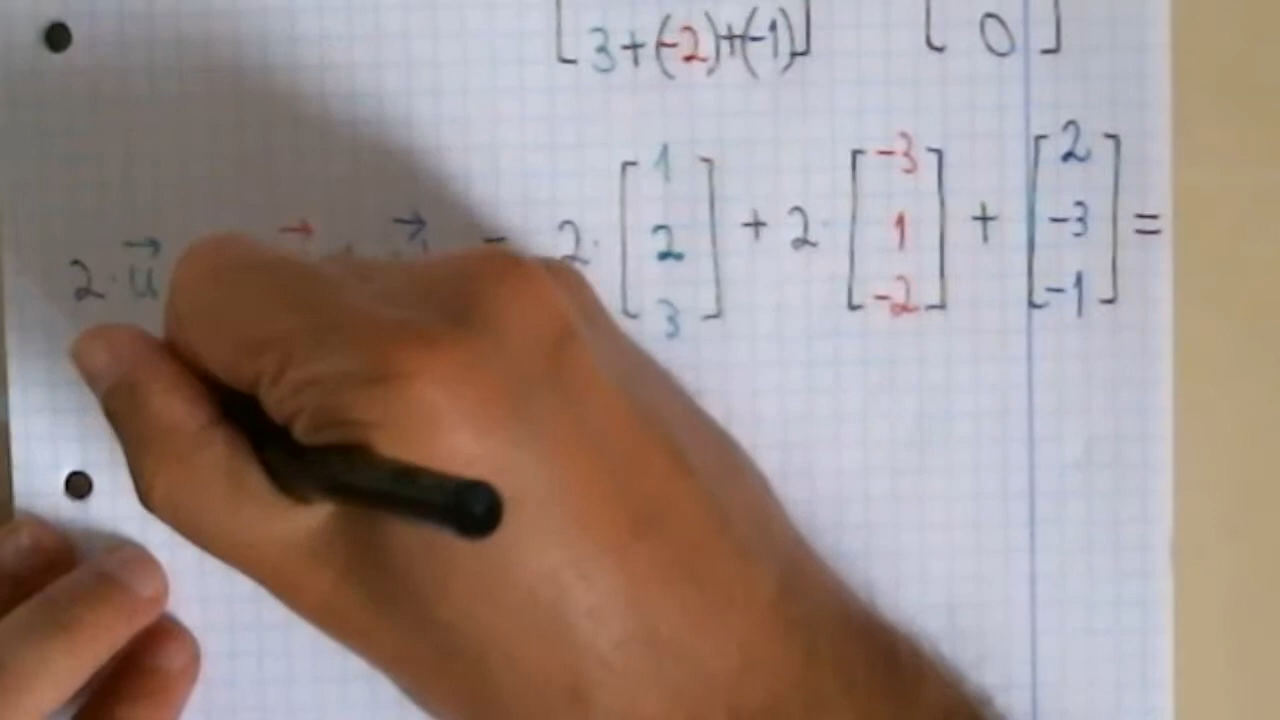 [3+(-2)+(-1)] [0]
2·u⃗ = 2·[1 2 3] + 2·[-3 1 -2] + [2 -3 -1] =